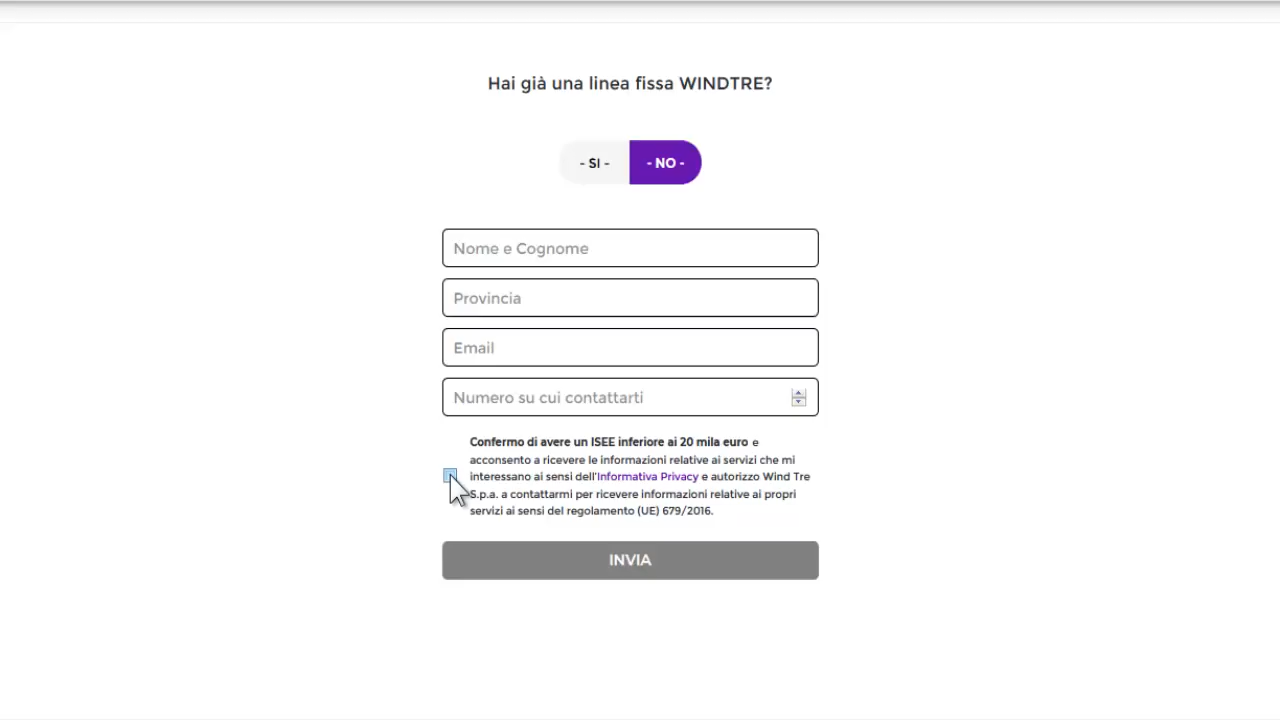 Hai già una linea fissa WINDTRE?
- SI - - NO -
Nome e Cognome
Provincia
Email
Numero su cui contattarti
Confermo di avere un ISEE inferiore ai 20 mila euro e
acconsento a ricevere le informazioni relative ai servizi che mi
interessano ai sensi dell'Informativa Privacy e autorizzo Wind Tre
S.p.a. a contattarmi per ricevere informazioni relative ai propri
servizi ai sensi del regolamento (UE) 679/2016.
INVIA